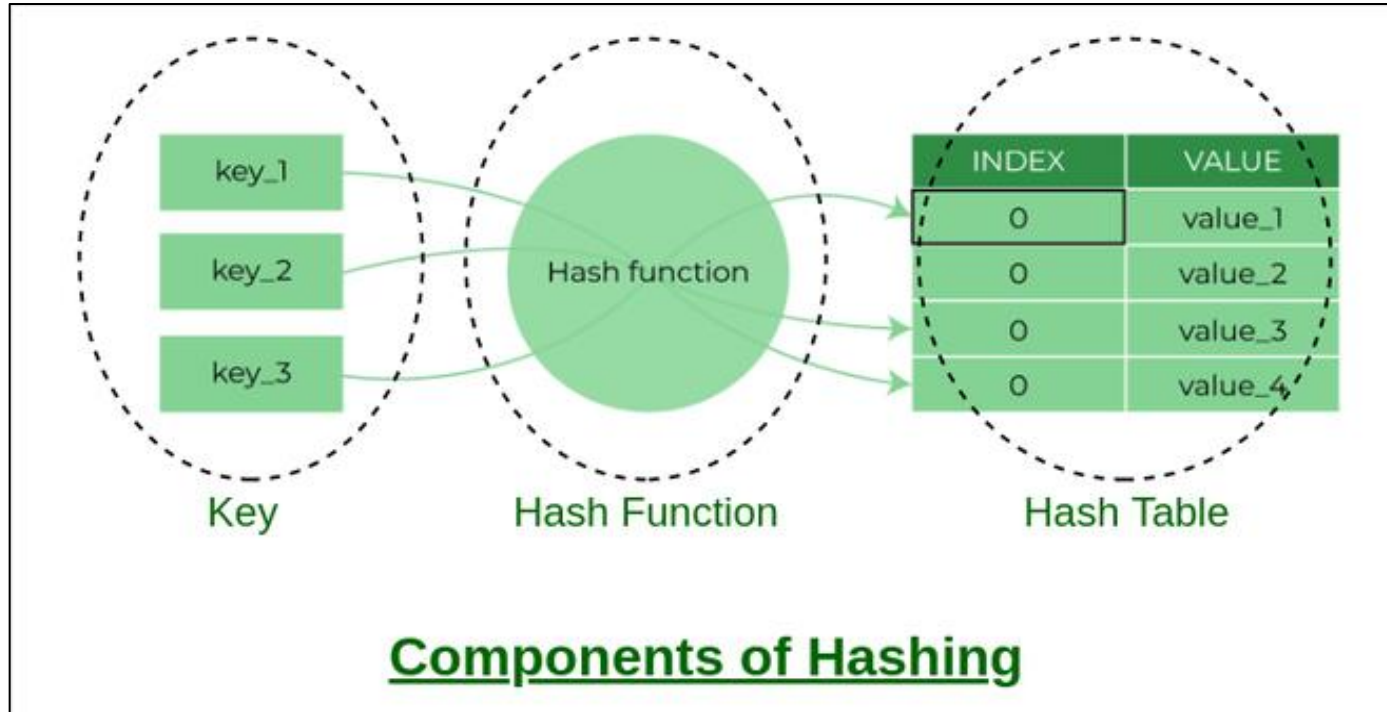 key_1
key_2
key_3
Hash function
INDEX VALUE
0 value_1
0 value_2
0 value_3
0 value_4
Key
Hash Function
Hash Table
Components of Hashing